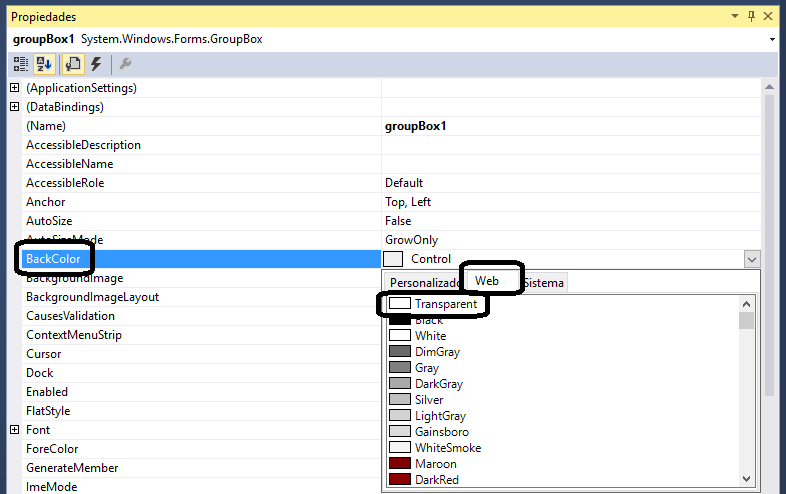 Propiedades
groupBox1 System.Windows.Forms.GroupBox
(ApplicationSettings)
(DataBindings)
(Name) groupBox1
AccessibleDescription
AccessibleName
AccessibleRole Default
Anchor Top, Left
AutoSize False
AutoSizeMode GrowOnly
BackColor Control
BackgroundImage Personalizado Web Sistema
BackgroundImageLayout Transparent
CausesValidation Black
ContextMenuStrip White
Cursor DimGray
Dock Gray
DarkGray
Enabled Silver
FlatStyle LightGray
Font Gainsboro
ForeColor WhiteSmoke
GenerateMember Maroon
ImeMode DarkRed